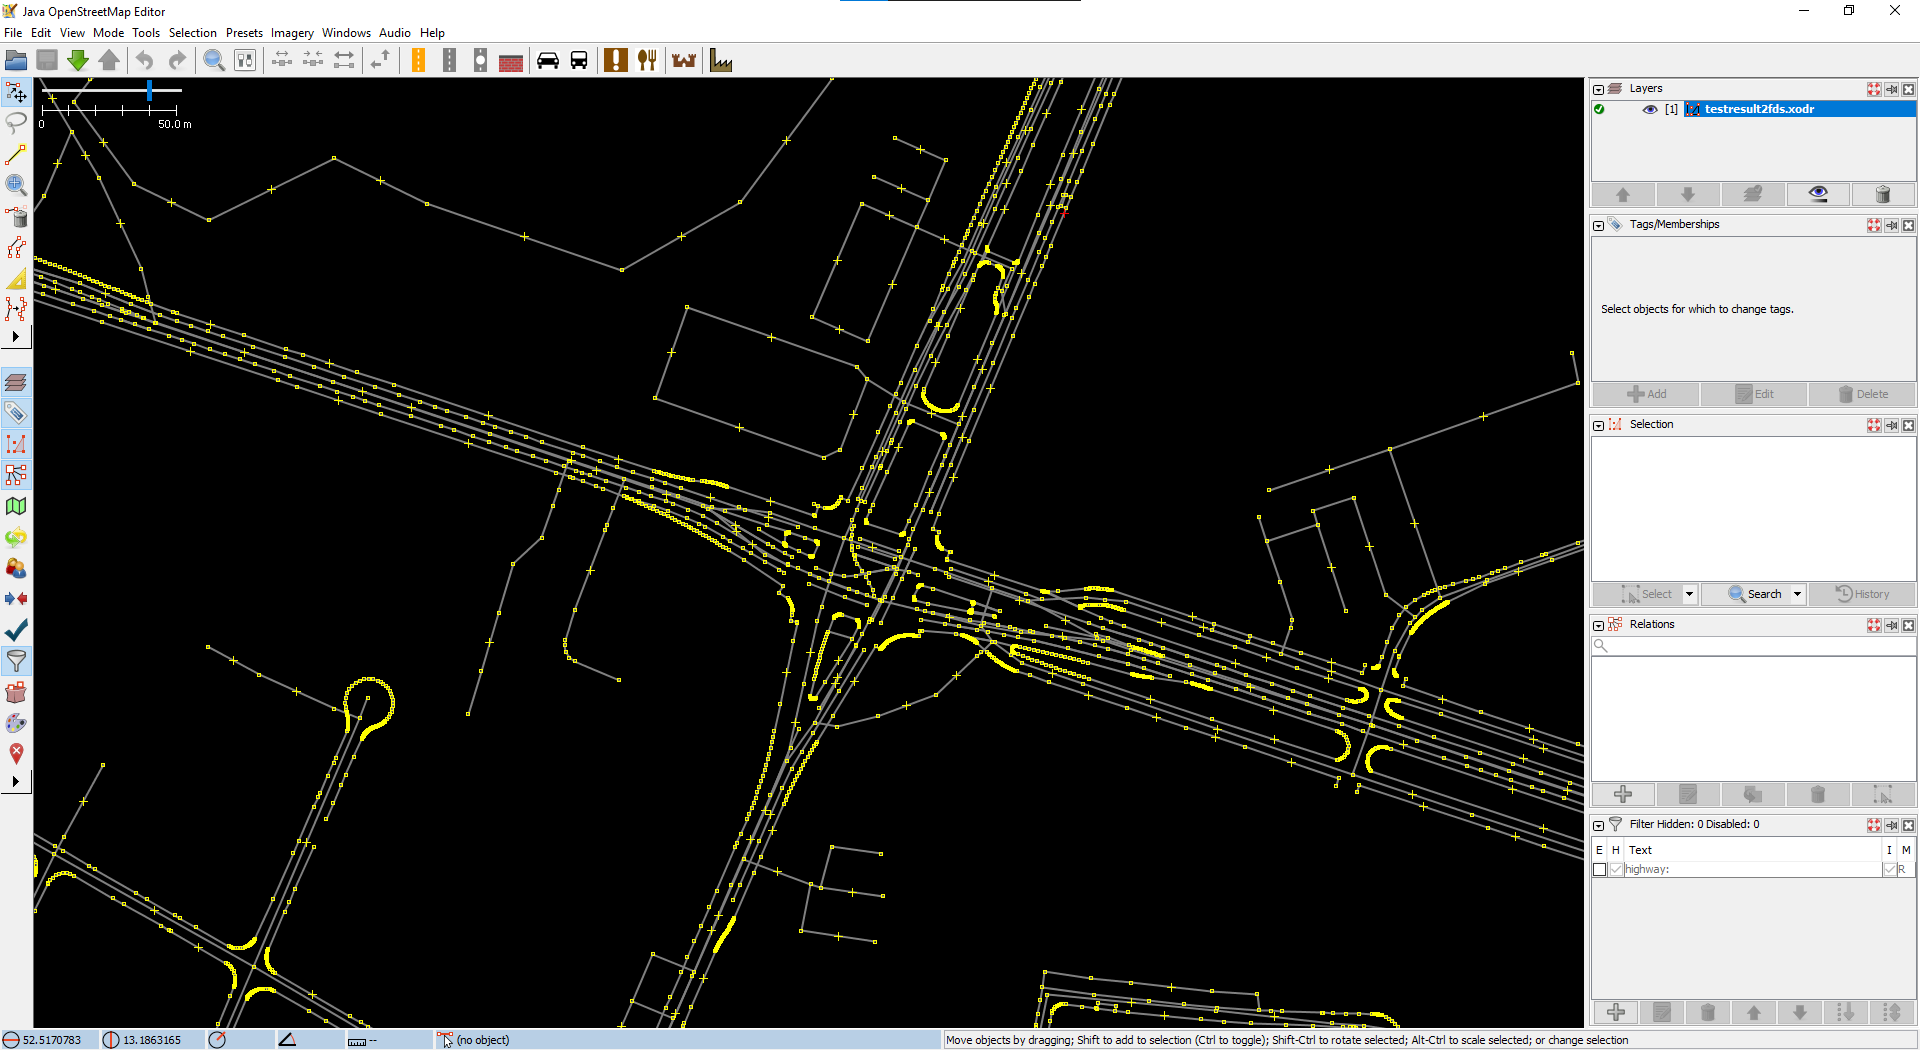 Java OpenStreetMap Editor
File Edit View Mode Tools Selection Presets Imagery Windows Audio Help
0 50.0 m
Layers
[1] testresult2fds.xodr
Tags/Memberships
Select objects for which to change tags.
Add Edit Delete
Selection
Select Search History
Relations
Filter Hidden: 0 Disabled: 0
E H Text I M
highway: R
52.5170783 13.1863165 -- (no object) Move objects by dragging; Shift to add to selection (Ctrl to toggle); Shift-Ctrl to rotate selected; Alt-Ctrl to scale selected; or change selection